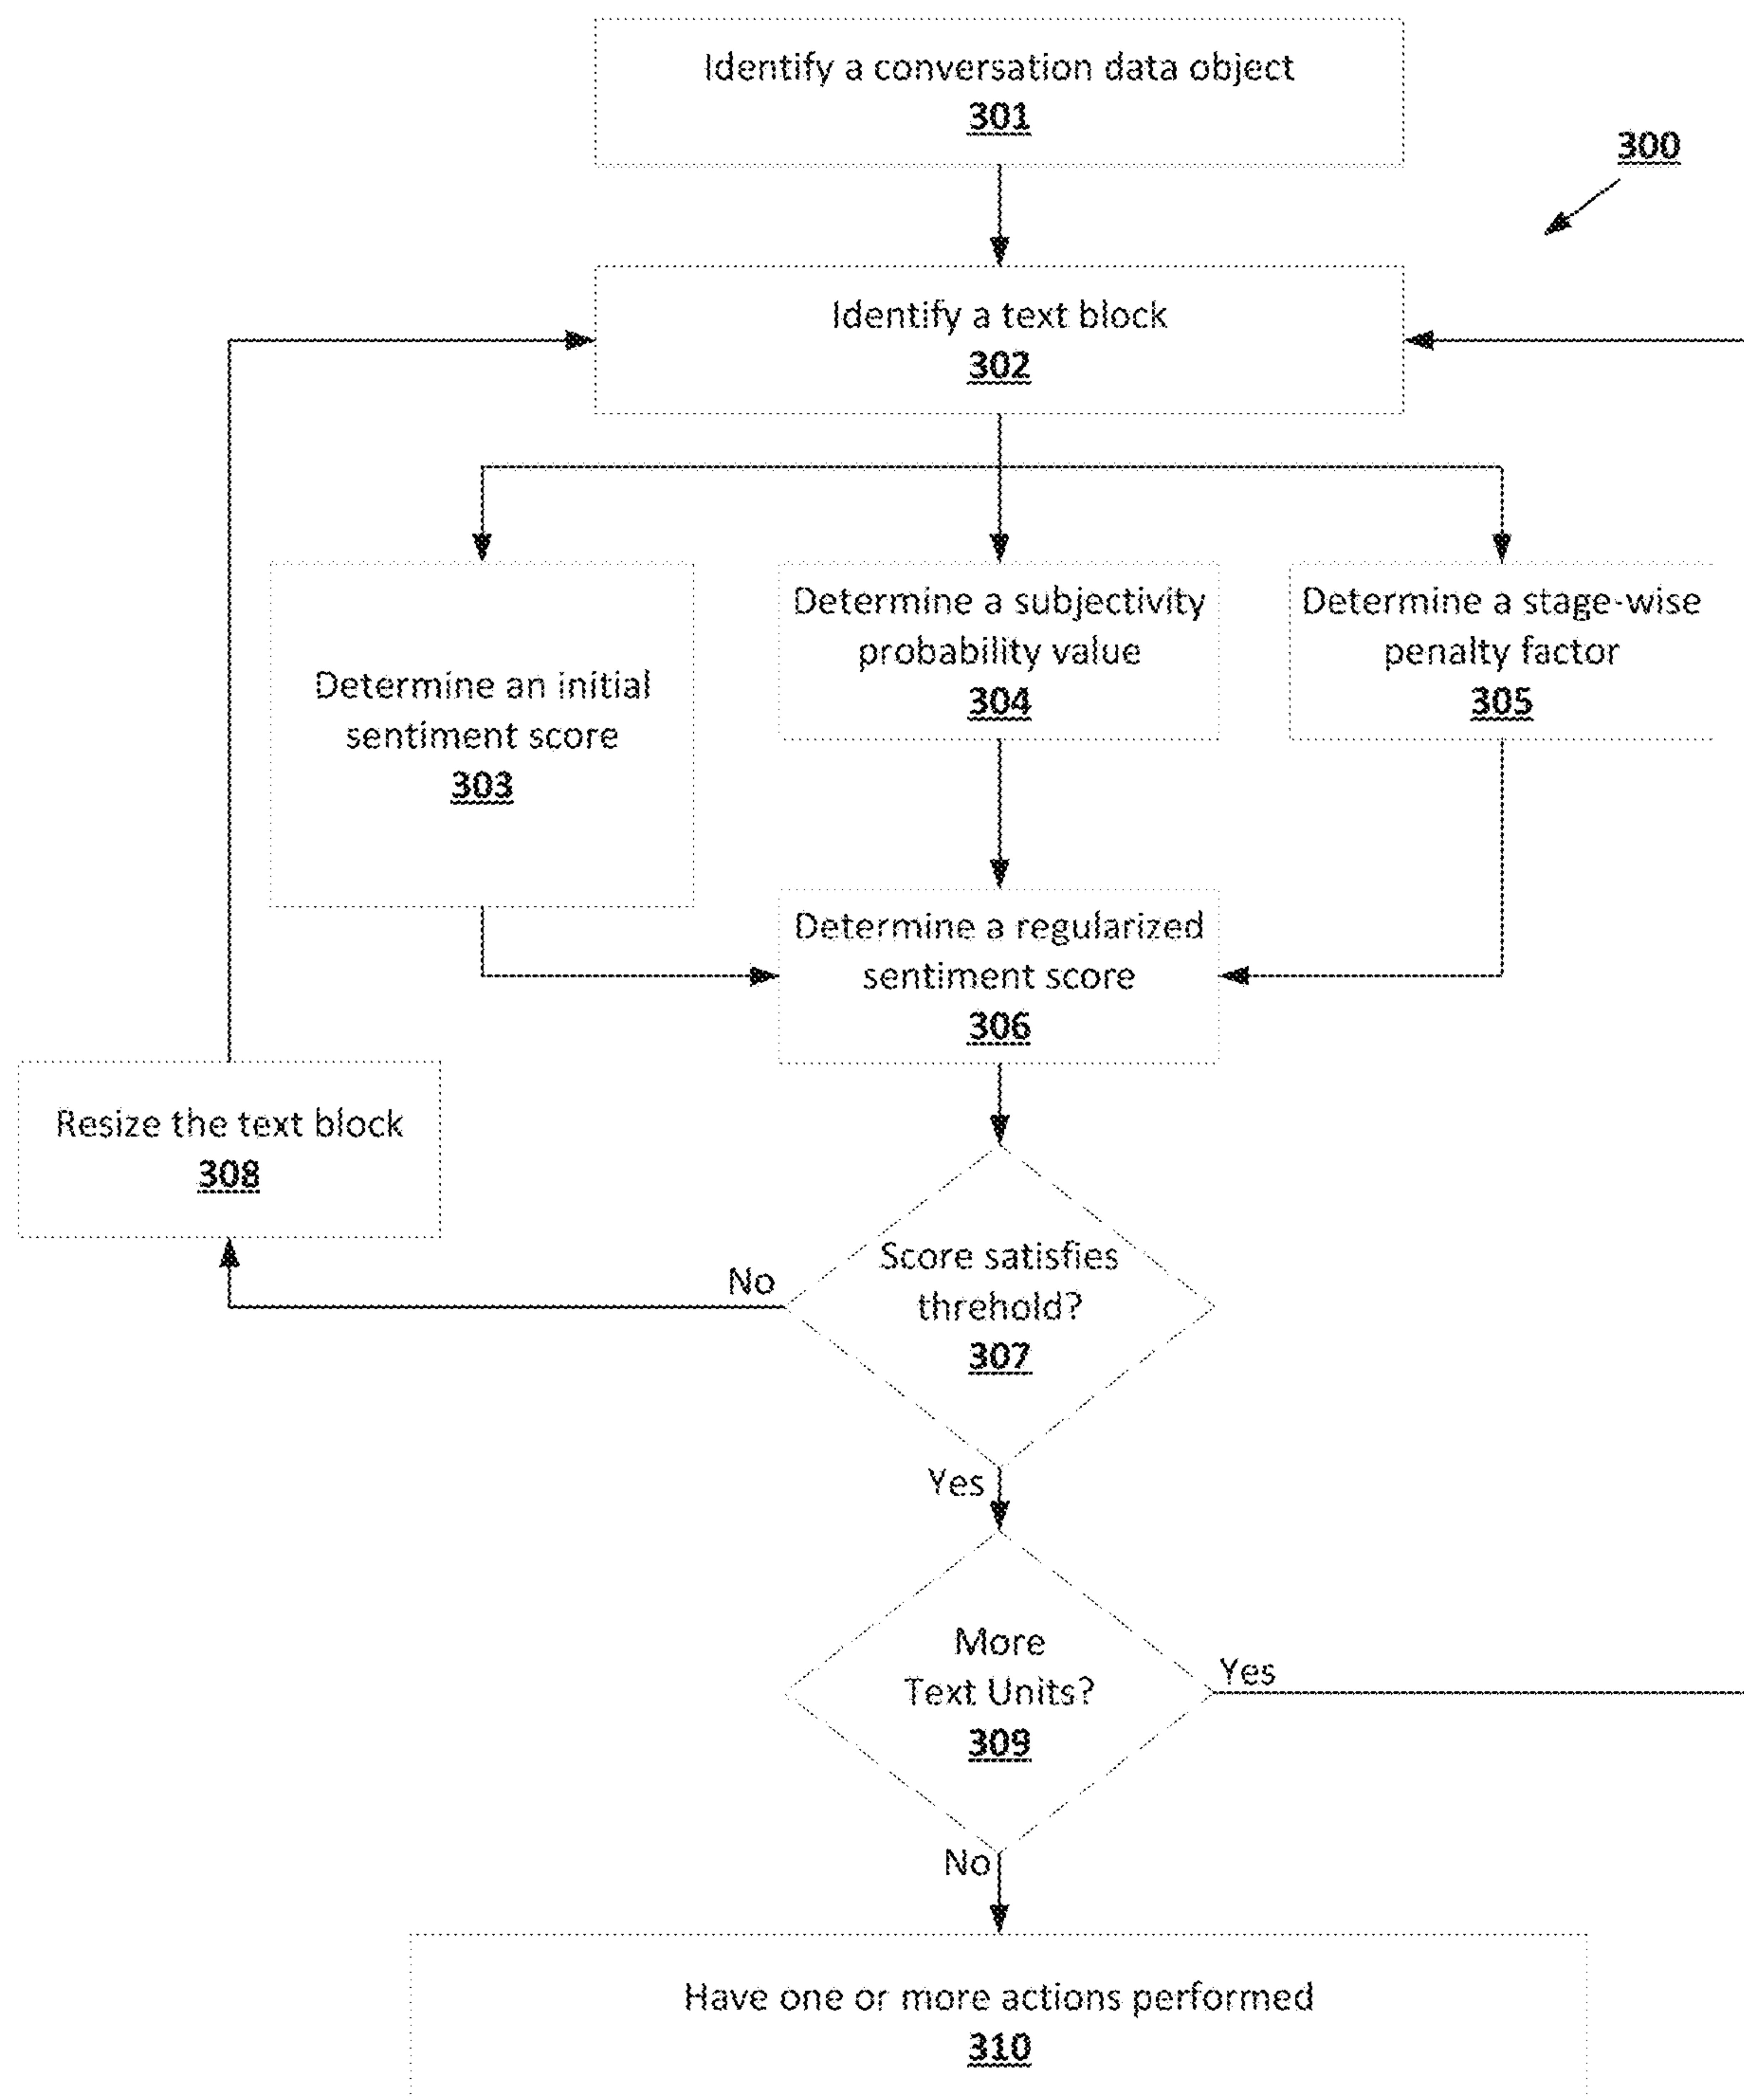 Identify a conversation data object
301
300
Identify a text block
302
Determine an initial
sentiment score
303
Determine a subjectivity
probability value
304
Determine a stage-wise
penalty factor
305
Determine a regularized
sentiment score
306
Resize the text block
308
Score satisfies
threhold?
307
No
Yes
More
Text Units?
309
Yes
No
Have one or more actions performed
310